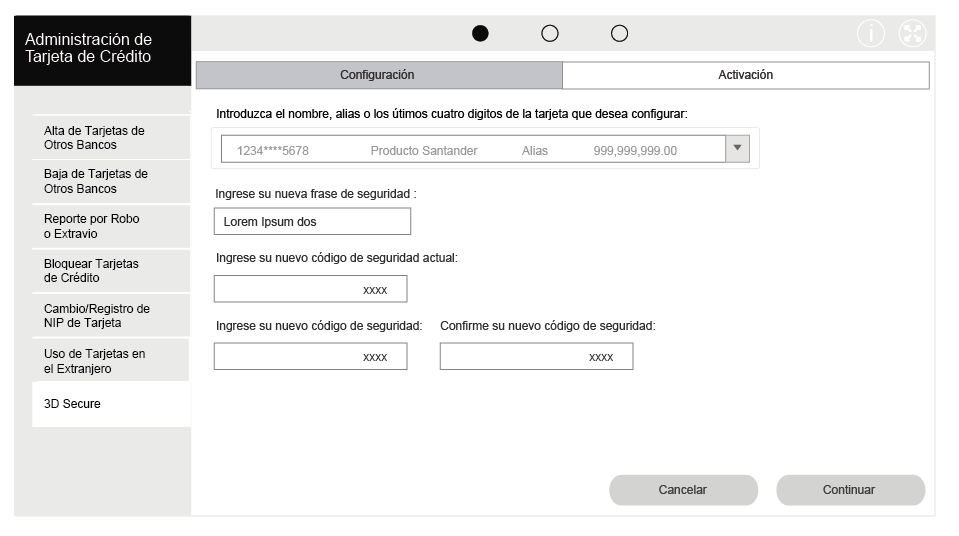 Administración de
Tarjeta de Crédito
i
Configuración
Activación
Alta de Tarjetas de
Otros Bancos
Baja de Tarjetas de
Otros Bancos
Reporte por Robo
o Extravio
Bloquear Tarjetas
de Crédito
Cambio/Registro de
NIP de Tarjeta
Uso de Tarjetas en
el Extranjero
3D Secure
Introduzca el nombre, alias o los útimos cuatro digitos de la tarjeta que desea configurar:
1234****5678 Producto Santander Alias 999,999,999.00
Ingrese su nueva frase de seguridad :
Lorem Ipsum dos
Ingrese su nuevo código de seguridad actual:
xxxx
Ingrese su nuevo código de seguridad: Confirme su nuevo código de seguridad:
xxxx xxxx
Cancelar Continuar